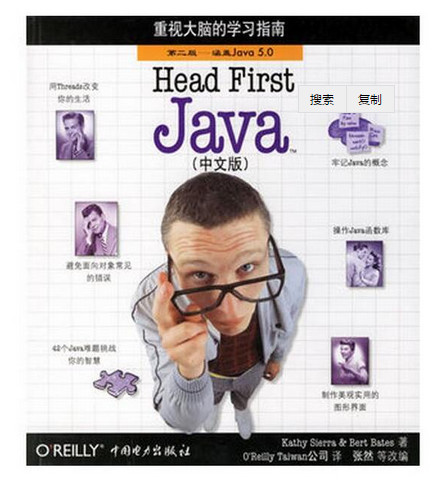 重视大脑的学习指南
第二版——涵盖Java 5.0
Head First
Java™
(中文版)
搜索 复制
用Threads改变
你的生活
牢记Java的概念
避免面向对象常见
的错误
操作Java函数库
42个Java难题挑战
你的智慧
制作美观实用的
图形界面
O'REILLY® 中国电力出版社
Kathy Sierra & Bert Bates 著
O'Reilly Taiwan公司 译 张然 等改编